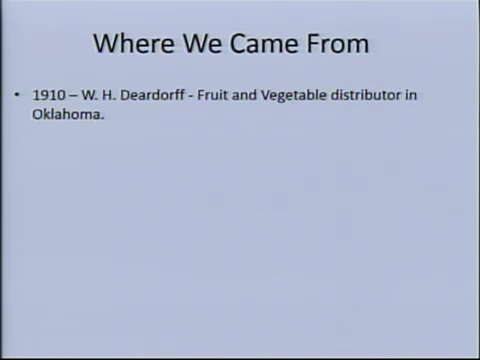 Where We Came From
• 1910 – W. H. Deardorff - Fruit and Vegetable distributor in
Oklahoma.